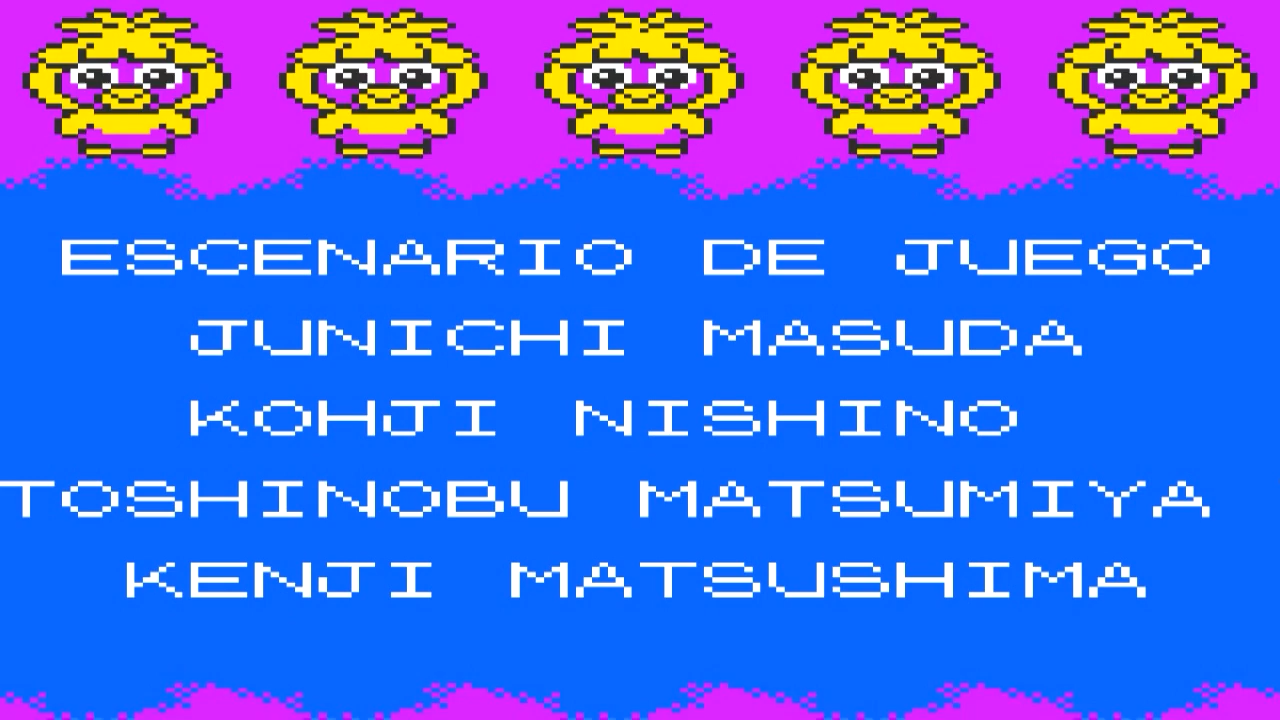 ESCENARIO DE JUEGO
JUNICHI MASUDA
KOHJI NISHINO
TOSHINOBU MATSUMIYA
KENJI MATSUSHIMA